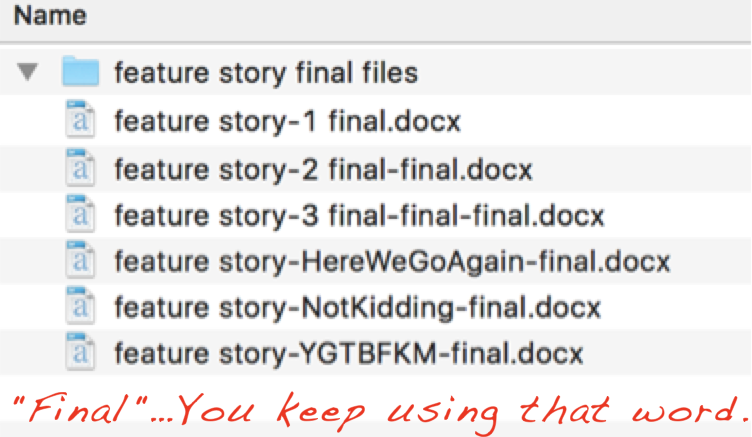 Name
feature story final files
feature story-1 final.docx
feature story-2 final-final.docx
feature story-3 final-final-final.docx
feature story-HereWeGoAgain-final.docx
feature story-NotKidding-final.docx
feature story-YGTBFKM-final.docx
"Final"...You keep using that word.